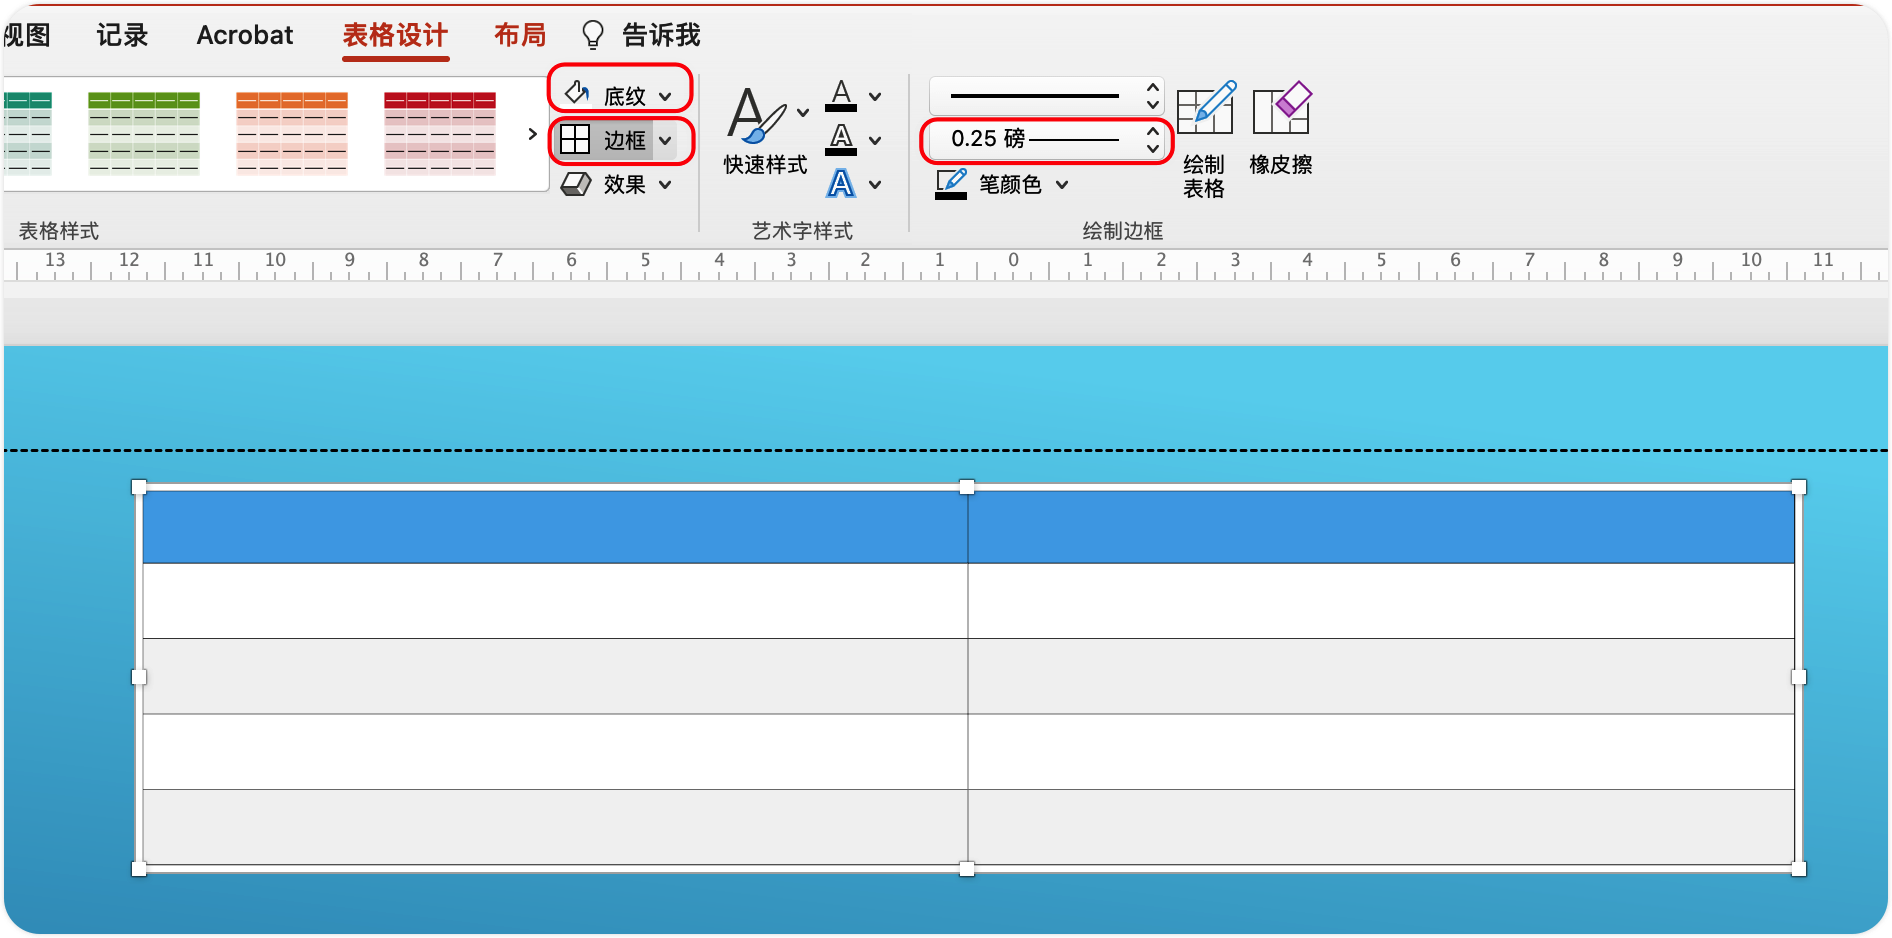 视图 记录 Acrobat 表格设计 布局 告诉我
底纹
边框
效果
表格样式
快速样式
艺术字样式
0.25 磅
笔颜色
绘制
表格
橡皮擦
绘制边框
13 12 11 10 9 8 7 6 5 4 3 2 1 0 1 2 3 4 5 6 7 8 9 10 11